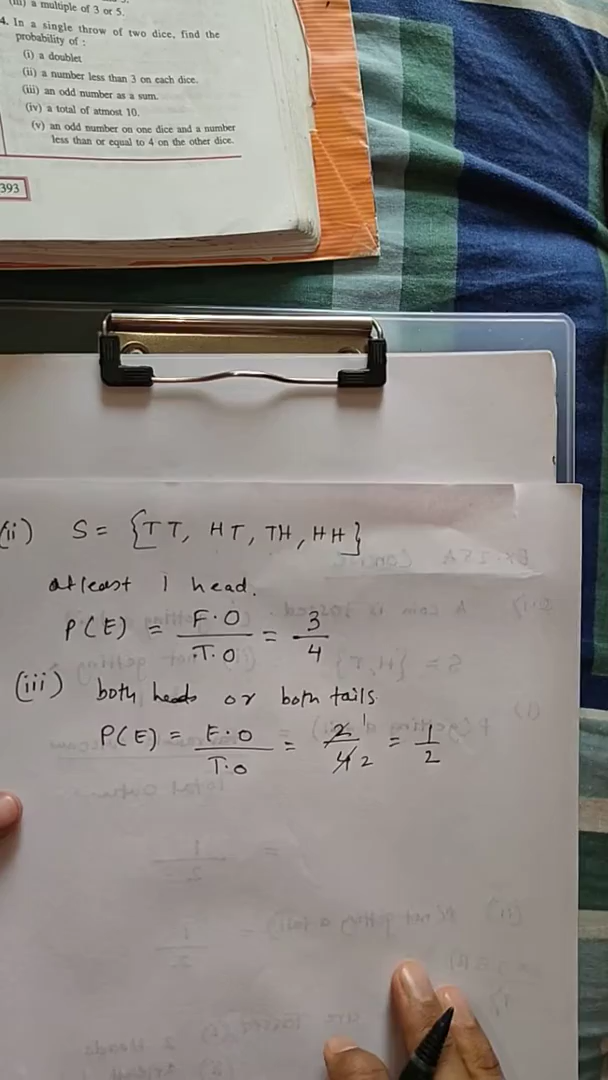 (iii) a multiple of 3 or 5.
4. In a single throw of two dice, find the
probability of :
(i) a doublet
(ii) a number less than 3 on each dice.
(iii) an odd number as a sum.
(iv) a total of atmost 10.
(v) an odd number on one dice and a number
less than or equal to 4 on the other dice.
393
(ii) S = {TT, HT, TH, HH}
atleast 1 head.
P(E) = F.O / T.O = 3/4
(iii) both heads or both tails
P(E) = F.O / T.O = 2 1 / 4 2 = 1/2